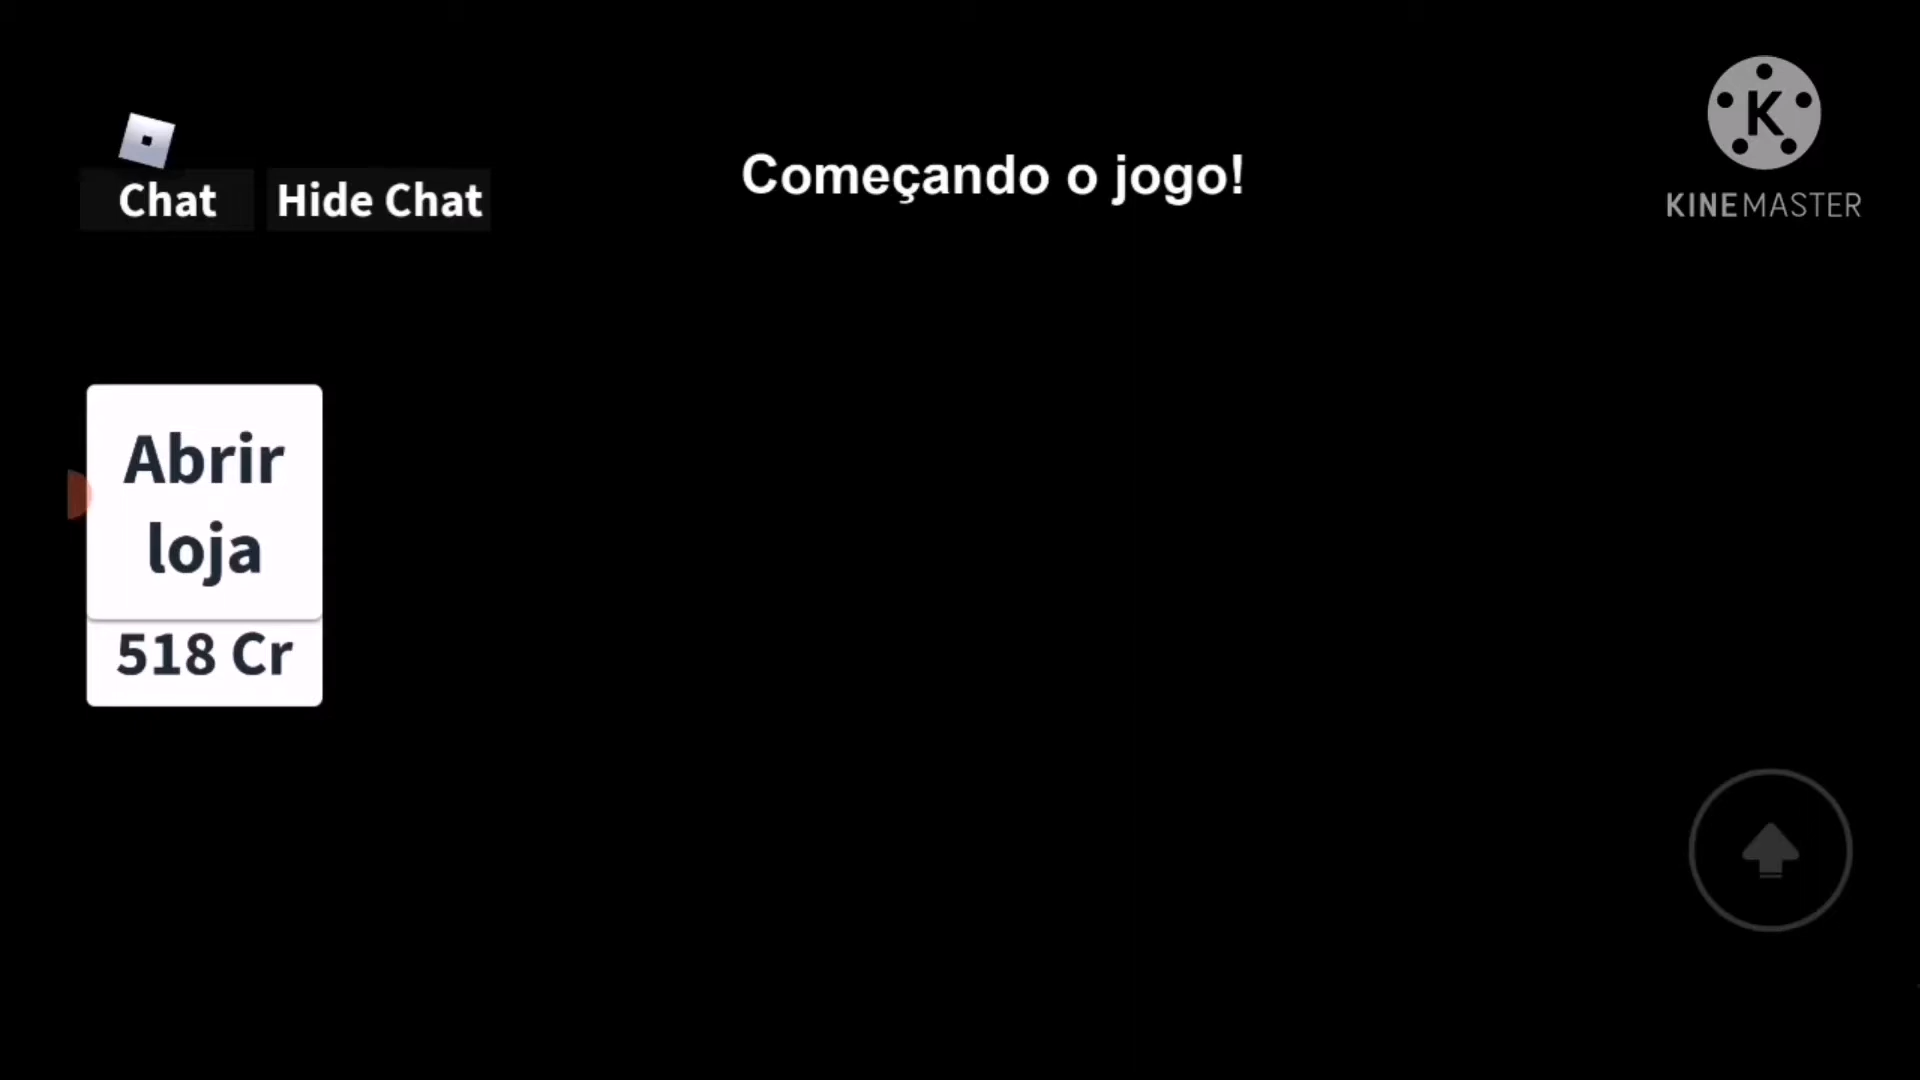 Começando o jogo!
K
KINEMASTER
Chat
Hide Chat
Abrir
loja
518 Cr